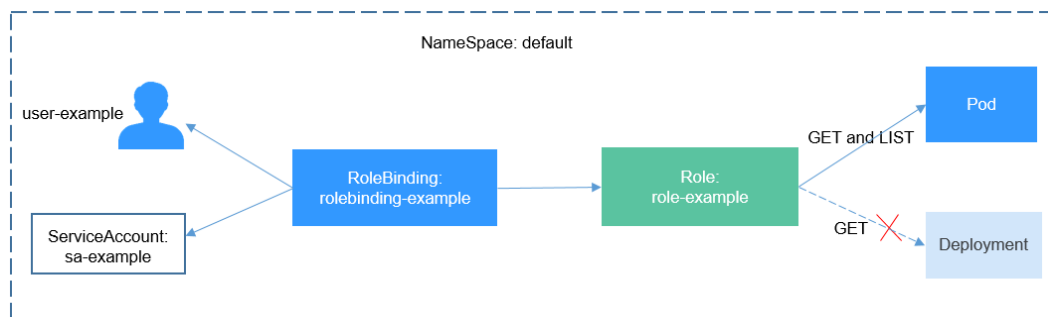 NameSpace: default
user-example
Pod
GET and LIST
RoleBinding:
rolebinding-example
Role:
role-example
ServiceAccount:
sa-example
GET
Deployment